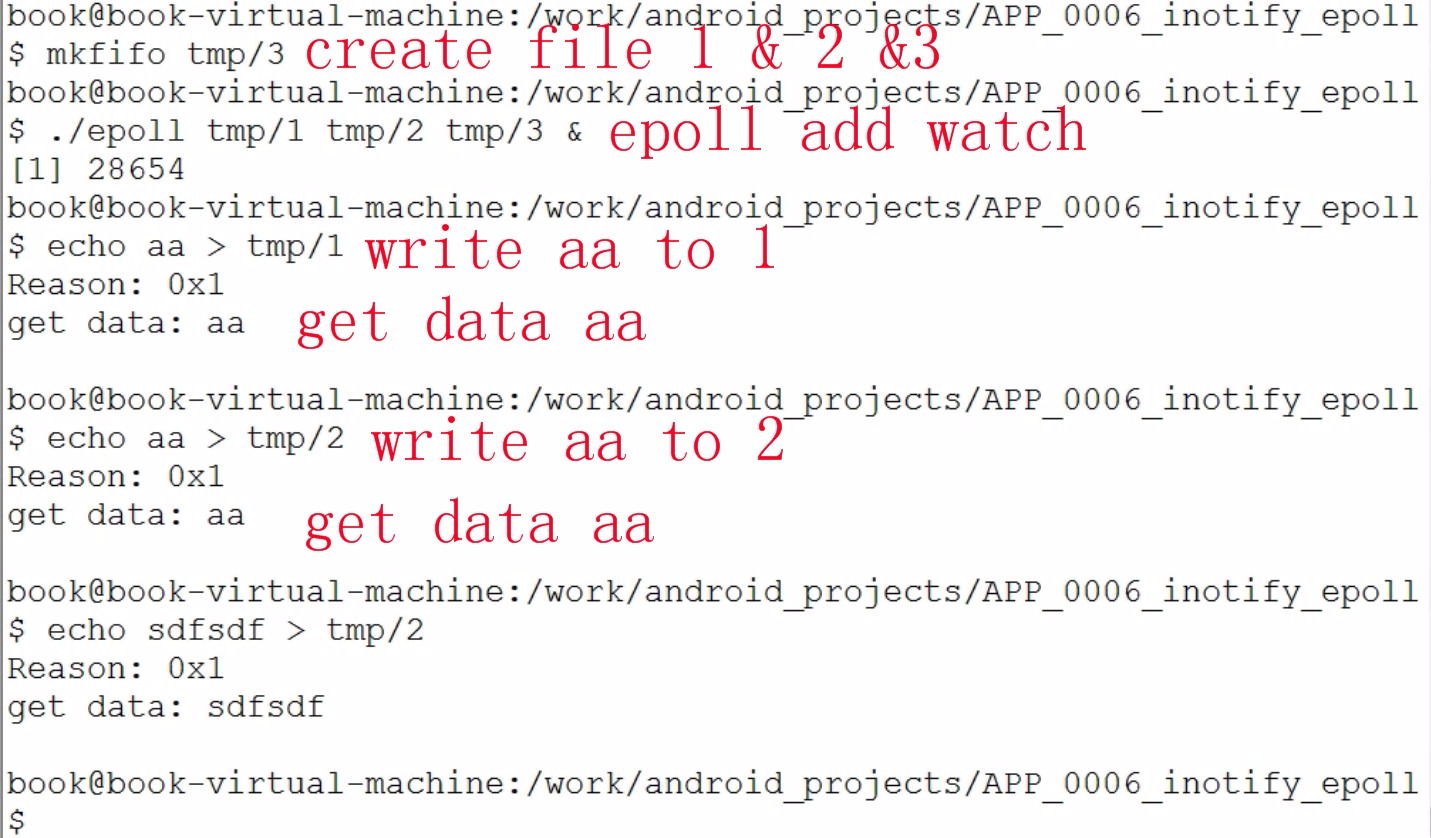 book@book-virtual-machine:/work/android_projects/APP_0006_inotify_epoll
$ mkfifo tmp/3 create file 1 & 2 &3
book@book-virtual-machine:/work/android_projects/APP_0006_inotify_epoll
$ ./epoll tmp/1 tmp/2 tmp/3 & epoll add watch
[1] 28654
book@book-virtual-machine:/work/android_projects/APP_0006_inotify_epoll
$ echo aa > tmp/1 write aa to 1
Reason: 0x1
get data: aa get data aa
book@book-virtual-machine:/work/android_projects/APP_0006_inotify_epoll
$ echo aa > tmp/2 write aa to 2
Reason: 0x1
get data: aa get data aa
book@book-virtual-machine:/work/android_projects/APP_0006_inotify_epoll
$ echo sdfsdf > tmp/2
Reason: 0x1
get data: sdfsdf
book@book-virtual-machine:/work/android_projects/APP_0006_inotify_epoll
$